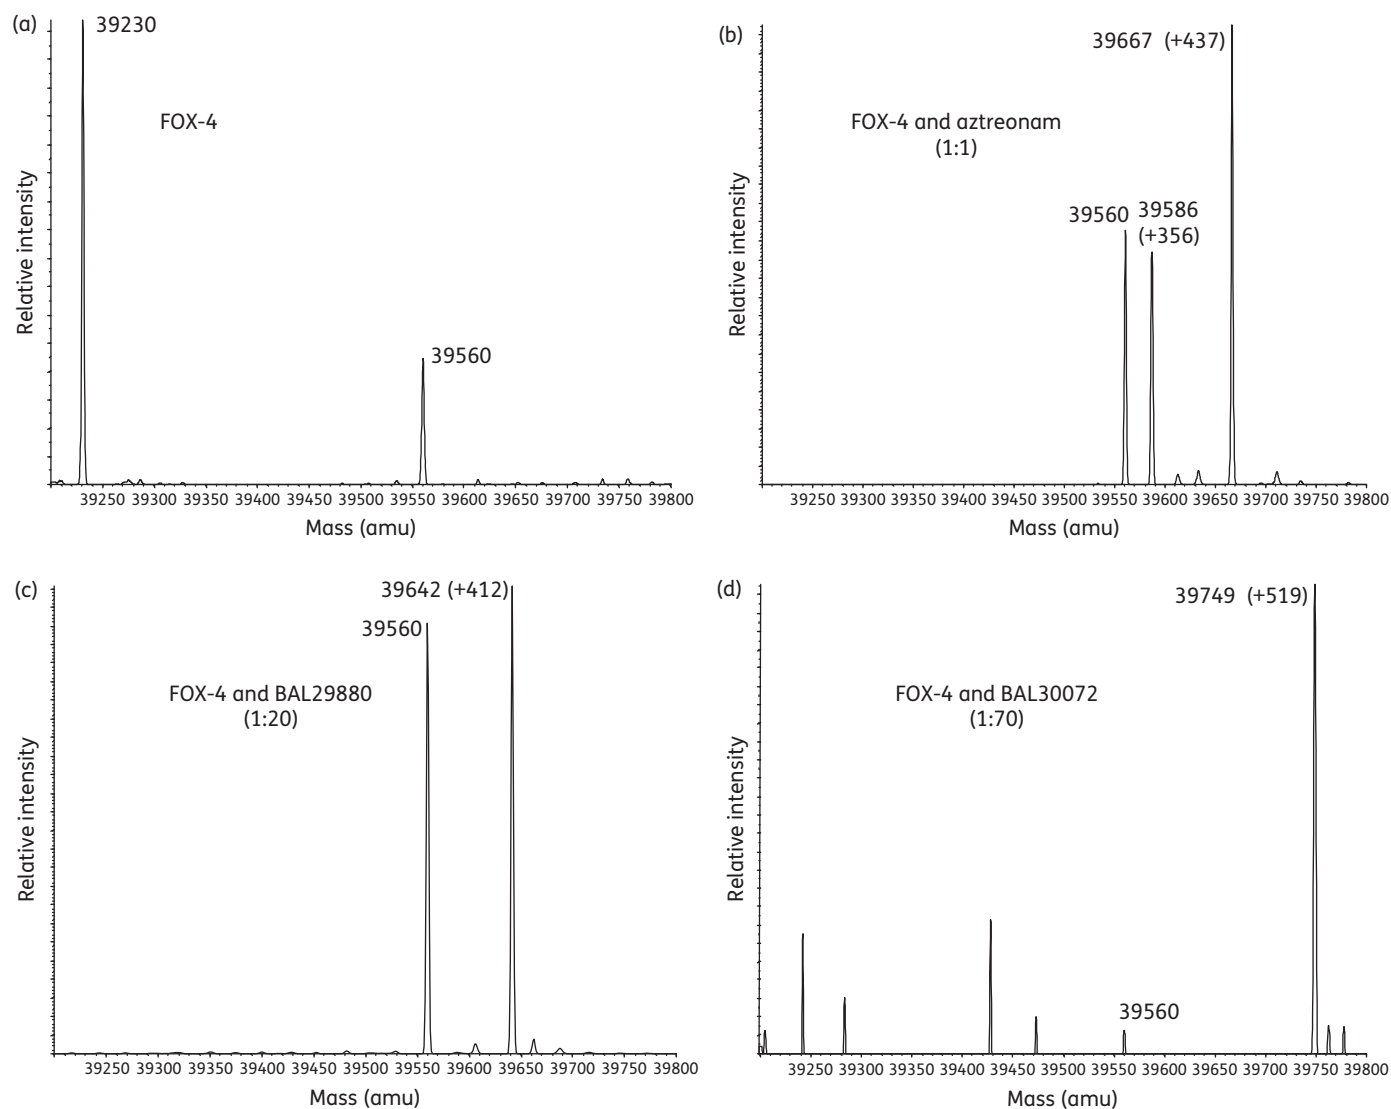 (a)
39230
FOX-4
39560
Relative intensity
39250 39300 39350 39400 39450 39500 39550 39600 39650 39700 39750 39800
Mass (amu)
(b)
39667 (+437)
FOX-4 and aztreonam
(1:1)
39560 39586
(+356)
Relative intensity
39250 39300 39350 39400 39450 39500 39550 39600 39650 39700 39750 39800
Mass (amu)
(c)
39642 (+412)
39560
FOX-4 and BAL29880
(1:20)
Relative intensity
39250 39300 39350 39400 39450 39500 39550 39600 39650 39700 39750 39800
Mass (amu)
(d)
39749 (+519)
FOX-4 and BAL30072
(1:70)
39560
Relative intensity
39250 39300 39350 39400 39450 39500 39550 39600 39650 39700 39750 39800
Mass (amu)